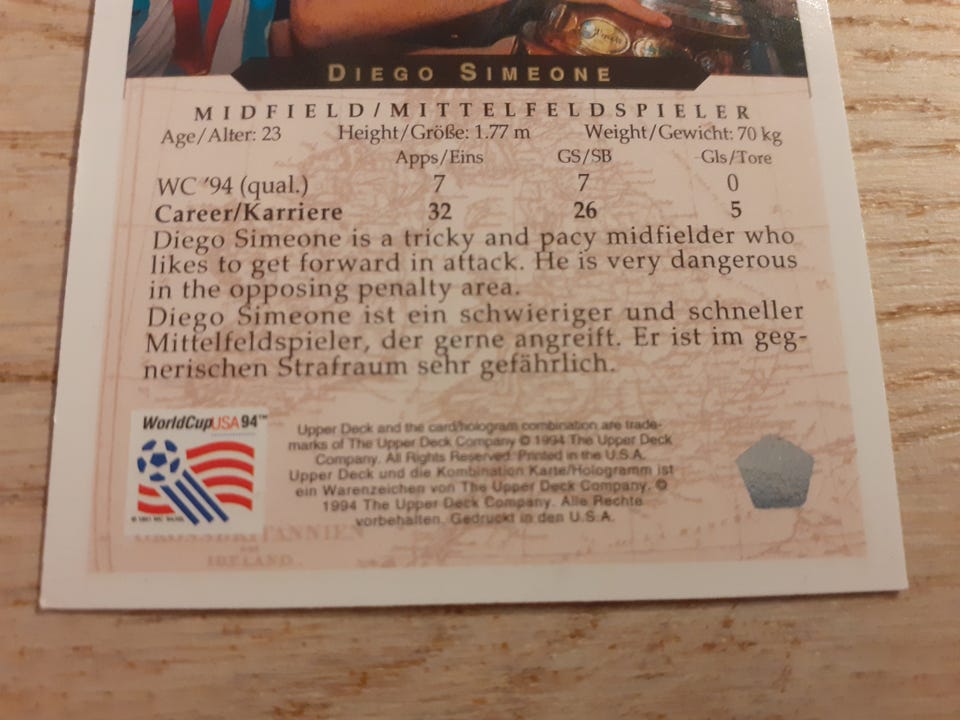 DIEGO SIMEONE
MIDFIELD/MITTELFELDSPIELER
Age/Alter: 23 Height/Größe: 1.77 m Weight/Gewicht: 70 kg
Apps/Eins GS/SB Gls/Tore
WC '94 (qual.) 7 7 0
Career/Karriere 32 26 5
Diego Simeone is a tricky and pacy midfielder who
likes to get forward in attack. He is very dangerous
in the opposing penalty area.
Diego Simeone ist ein schwieriger und schneller
Mittelfeldspieler, der gerne angreift. Er ist im geg-
nerischen Strafraum sehr gefährlich.
WorldCupUSA94™
Upper Deck and the card/hologram combination are trade-
marks of The Upper Deck Company © 1994 The Upper Deck
Company. All Rights Reserved. Printed in the U.S.A.
Upper Deck und die Kombination Karte/Hologramm ist
ein Warenzeichen von The Upper Deck Company. ©
1994 The Upper Deck Company. Alle Rechte
vorbehalten. Gedruckt in den U.S.A.
GROSSBRITANNIEN
IRELAND